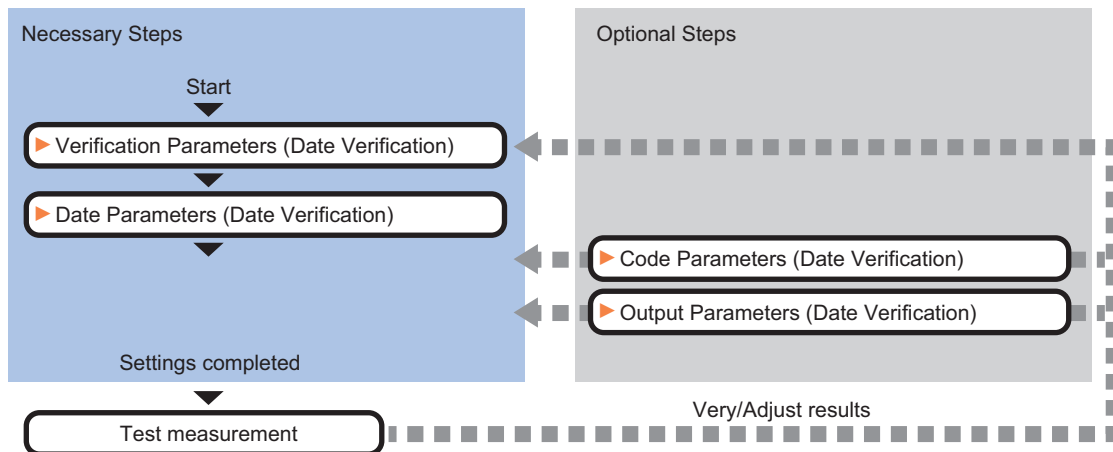 Necessary Steps
Optional Steps
Start
Verification Parameters (Date Verification)
Date Parameters (Date Verification)
Code Parameters (Date Verification)
Output Parameters (Date Verification)
Settings completed
Very/Adjust results
Test measurement